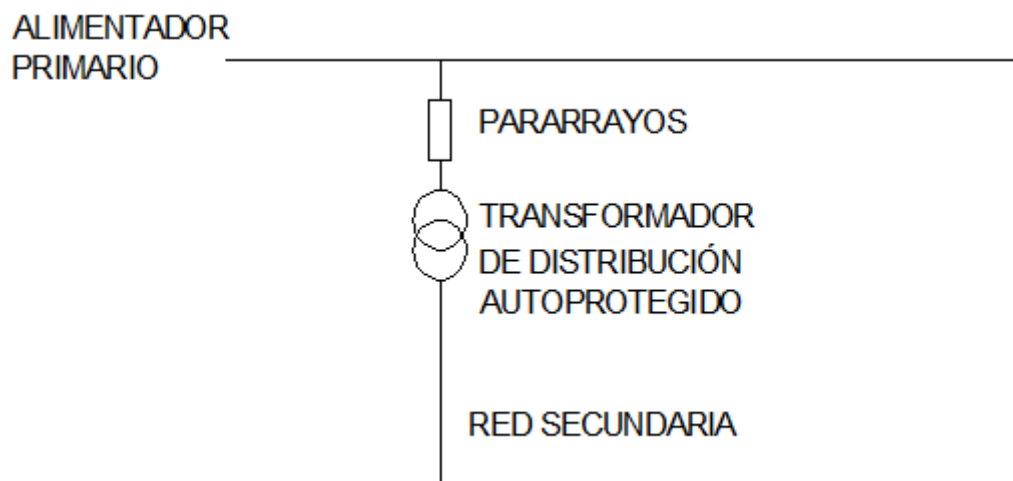 ALIMENTADOR
PRIMARIO
PARARRAYOS
TRANSFORMADOR
DE DISTRIBUCIÓN
AUTOPROTEGIDO
RED SECUNDARIA